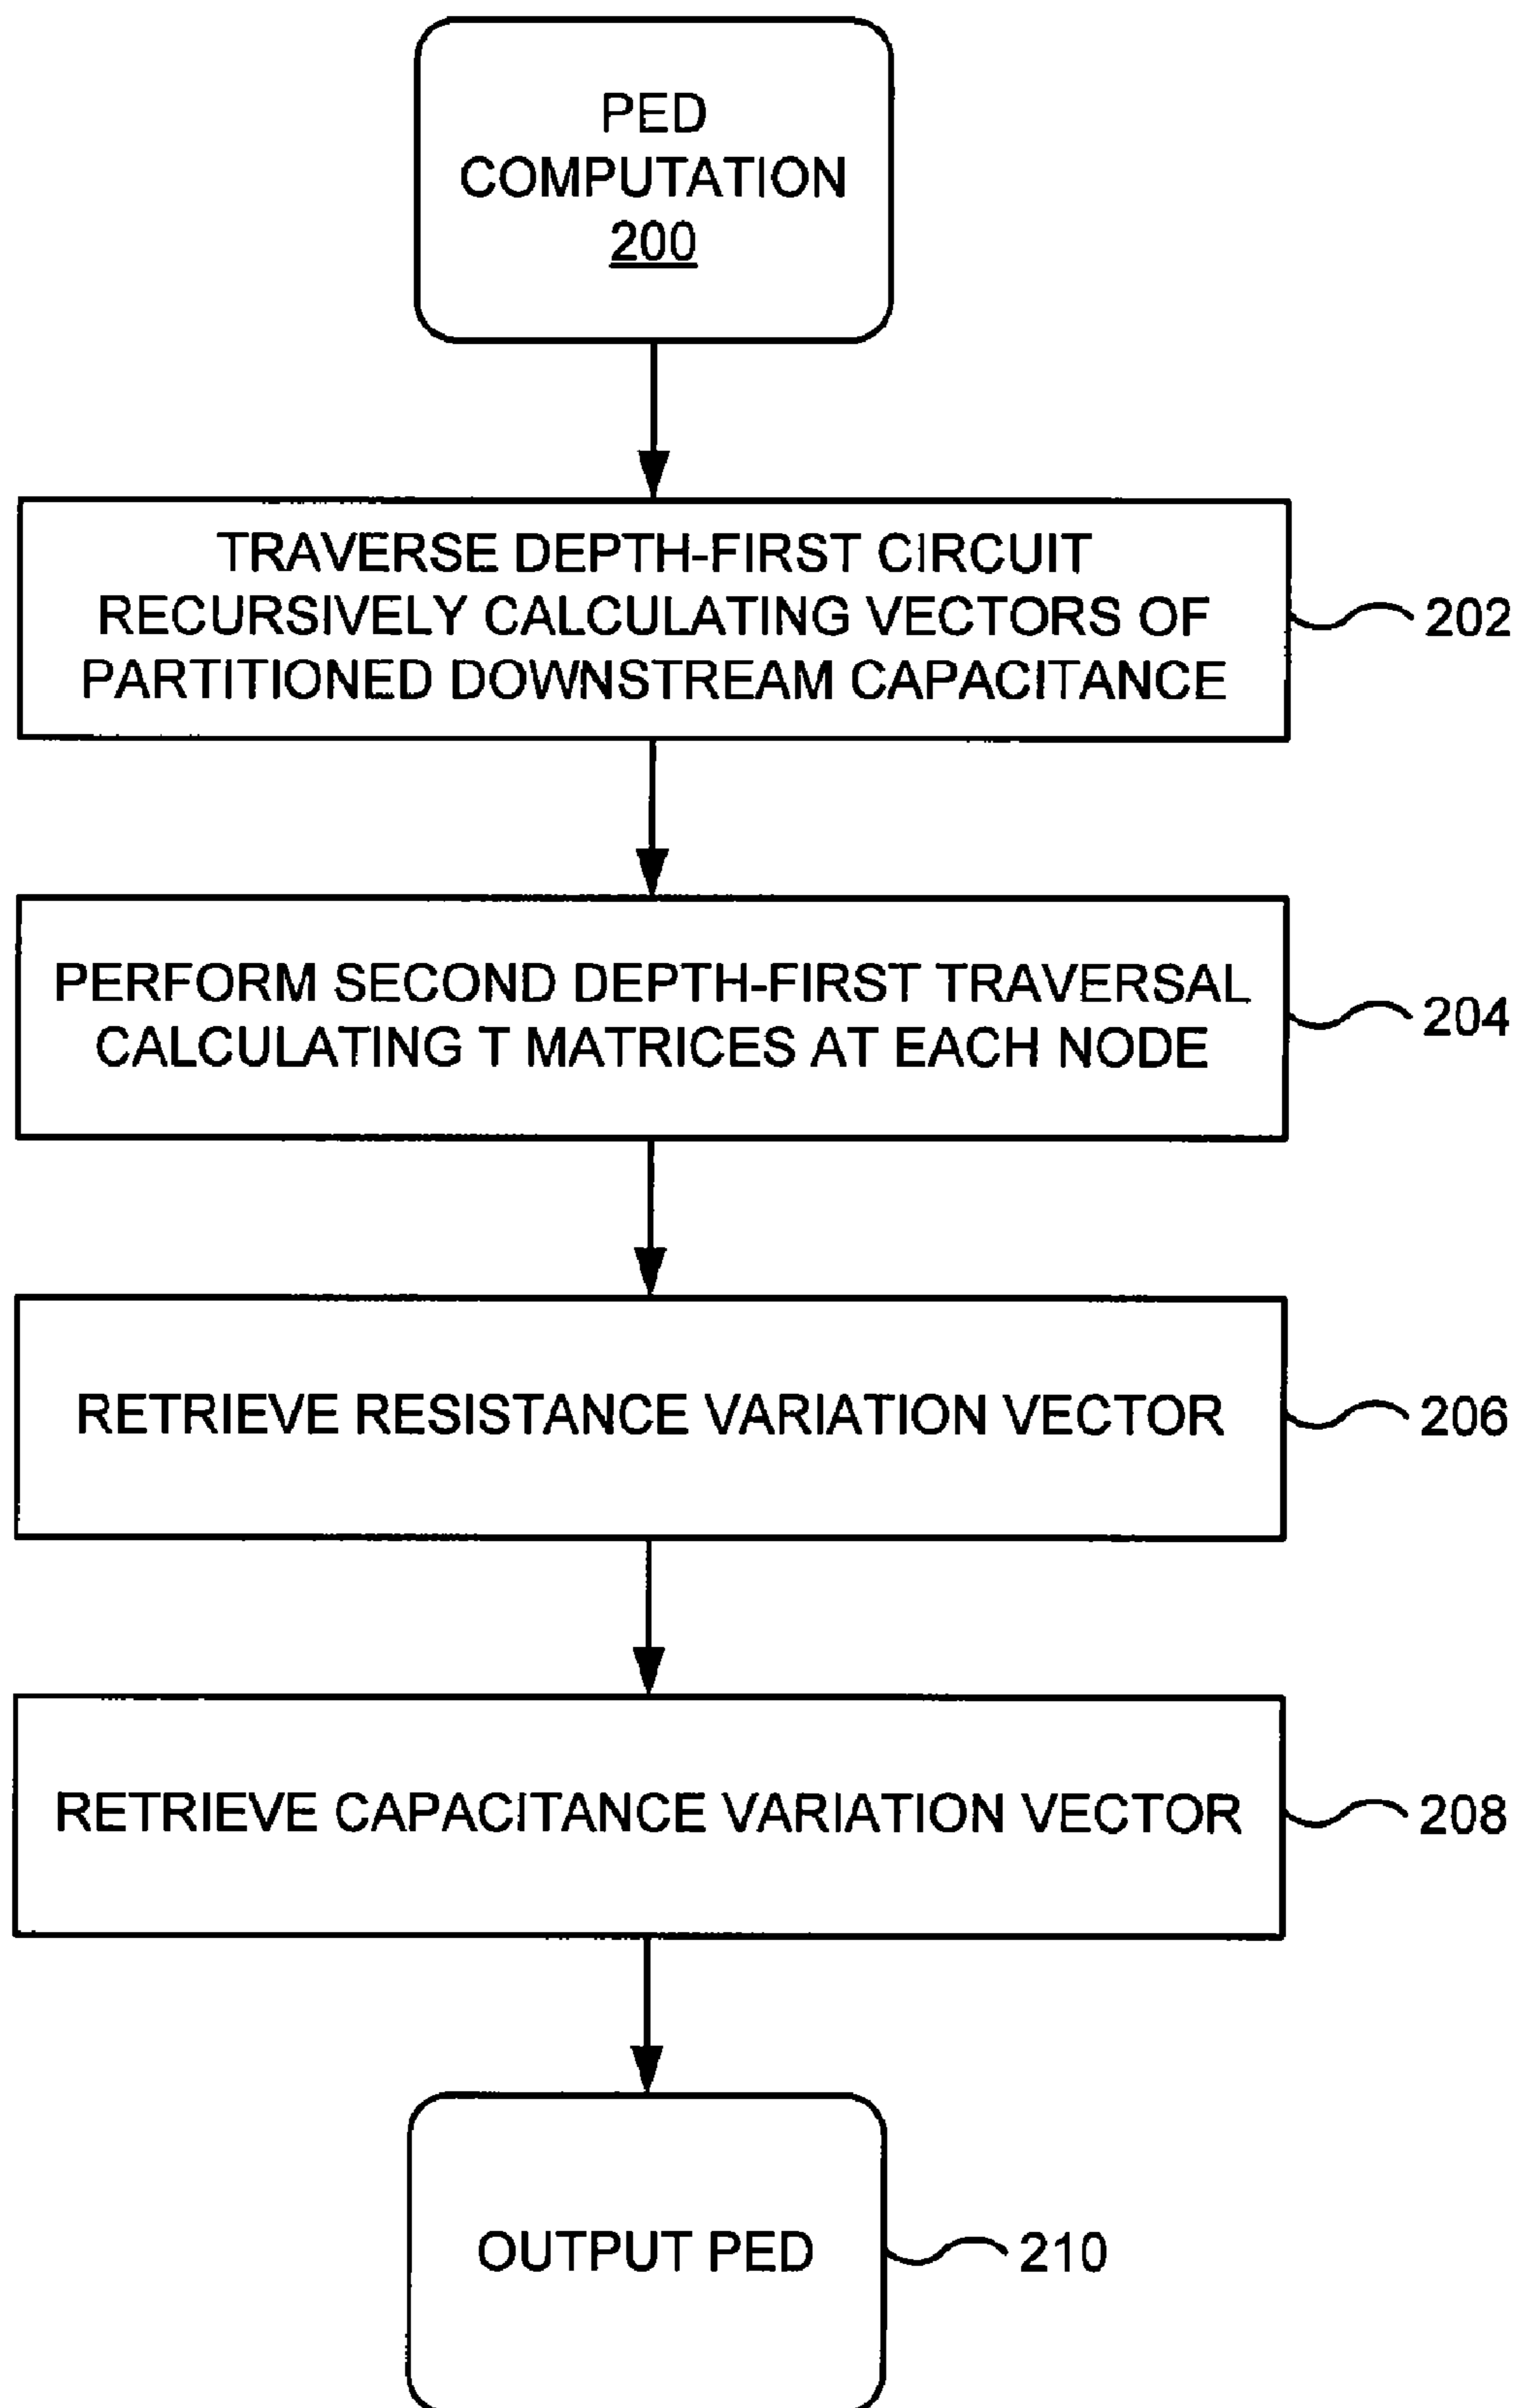 PED
COMPUTATION
200
TRAVERSE DEPTH-FIRST CIRCUIT
RECURSIVELY CALCULATING VECTORS OF
PARTITIONED DOWNSTREAM CAPACITANCE
202
PERFORM SECOND DEPTH-FIRST TRAVERSAL
CALCULATING T MATRICES AT EACH NODE
204
RETRIEVE RESISTANCE VARIATION VECTOR
206
RETRIEVE CAPACITANCE VARIATION VECTOR
208
OUTPUT PED
210